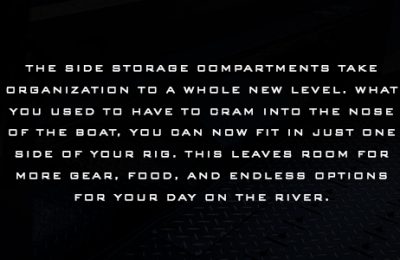 THE SIDE STORAGE COMPARTMENTS TAKE
ORGANIZATION TO A WHOLE NEW LEVEL. WHAT
YOU USED TO HAVE TO CRAM INTO THE NOSE
OF THE BOAT, YOU CAN NOW FIT IN JUST ONE
SIDE OF YOUR RIG. THIS LEAVES ROOM FOR
MORE GEAR, FOOD, AND ENDLESS OPTIONS
FOR YOUR DAY ON THE RIVER.